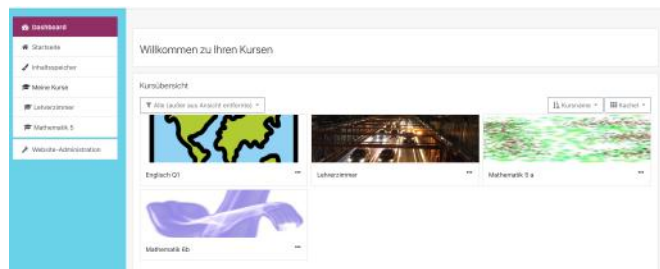 Dashboard
Startseite
Inhaltsspeicher
Meine Kurse
Lehrerzimmer
Mathematik 5
Website-Administration
Willkommen zu Ihren Kursen
Kursübersicht
Alle (außer aus Ansicht entfernte)
Kursname
Kachel
Englisch Q1
Lehrerzimmer
Mathematik 5 a
Mathematik 6b